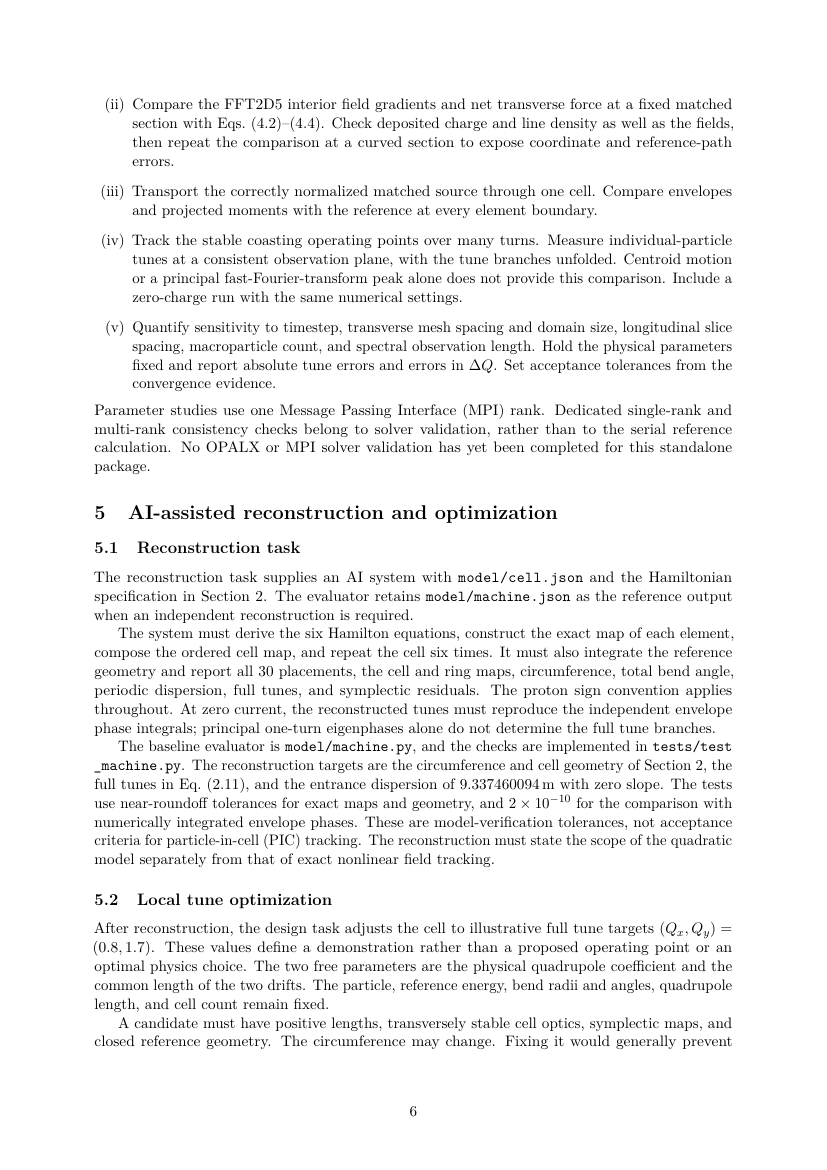 (ii) Compare the FFT2D5 interior field gradients and net transverse force at a fixed matched
section with Eqs. (4.2)–(4.4). Check deposited charge and line density as well as the fields,
then repeat the comparison at a curved section to expose coordinate and reference-path
errors.
(iii) Transport the correctly normalized matched source through one cell. Compare envelopes
and projected moments with the reference at every element boundary.
(iv) Track the stable coasting operating points over many turns. Measure individual-particle
tunes at a consistent observation plane, with the tune branches unfolded. Centroid motion
or a principal fast-Fourier-transform peak alone does not provide this comparison. Include a
zero-charge run with the same numerical settings.
(v) Quantify sensitivity to timestep, transverse mesh spacing and domain size, longitudinal slice
spacing, macroparticle count, and spectral observation length. Hold the physical parameters
fixed and report absolute tune errors and errors in ΔQ. Set acceptance tolerances from the
convergence evidence.
Parameter studies use one Message Passing Interface (MPI) rank. Dedicated single-rank and
multi-rank consistency checks belong to solver validation, rather than to the serial reference
calculation. No OPALX or MPI solver validation has yet been completed for this standalone
package.
5 AI-assisted reconstruction and optimization
5.1 Reconstruction task
The reconstruction task supplies an AI system with model/cell.json and the Hamiltonian
specification in Section 2. The evaluator retains model/machine.json as the reference output
when an independent reconstruction is required.
The system must derive the six Hamilton equations, construct the exact map of each element,
compose the ordered cell map, and repeat the cell six times. It must also integrate the reference
geometry and report all 30 placements, the cell and ring maps, circumference, total bend angle,
periodic dispersion, full tunes, and symplectic residuals. The proton sign convention applies
throughout. At zero current, the reconstructed tunes must reproduce the independent envelope
phase integrals; principal one-turn eigenphases alone do not determine the full tune branches.
The baseline evaluator is model/machine.py, and the checks are implemented in tests/test
_machine.py. The reconstruction targets are the circumference and cell geometry of Section 2, the
full tunes in Eq. (2.11), and the entrance dispersion of 9.337460094 m with zero slope. The tests
use near-roundoff tolerances for exact maps and geometry, and 2 × 10⁻¹⁰ for the comparison with
numerically integrated envelope phases. These are model-verification tolerances, not acceptance
criteria for particle-in-cell (PIC) tracking. The reconstruction must state the scope of the quadratic
model separately from that of exact nonlinear field tracking.
5.2 Local tune optimization
After reconstruction, the design task adjusts the cell to illustrative full tune targets (Qₓ, Q_y) =
(0.8, 1.7). These values define a demonstration rather than a proposed operating point or an
optimal physics choice. The two free parameters are the physical quadrupole coefficient and the
common length of the two drifts. The particle, reference energy, bend radii and angles, quadrupole
length, and cell count remain fixed.
A candidate must have positive lengths, transversely stable cell optics, symplectic maps, and
closed reference geometry. The circumference may change. Fixing it would generally prevent
6